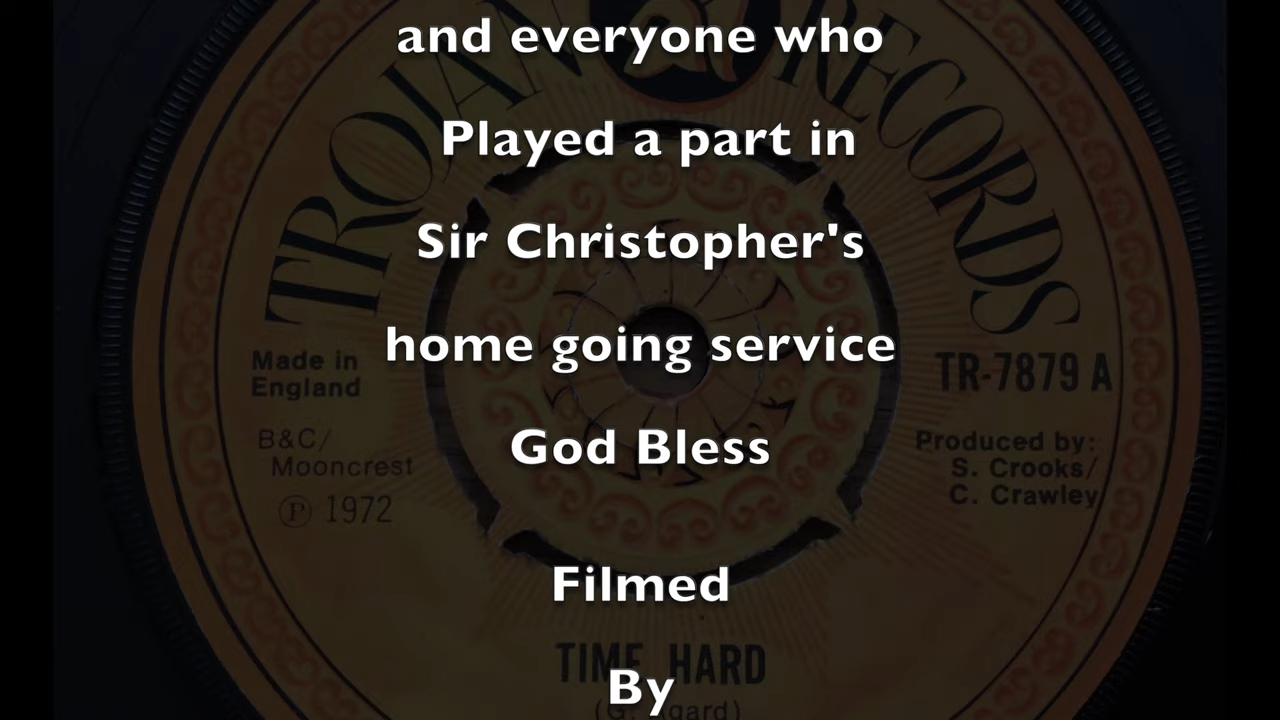 and everyone who
Played a part in
Sir Christopher's
home going service
God Bless
Filmed
By
TROJAN RECORDS
Made in
England
B&C/
Mooncrest
℗ 1972
TR-7879 A
Produced by:
S. Crooks/
C. Crawley
TIME HARD
(G. Agard)